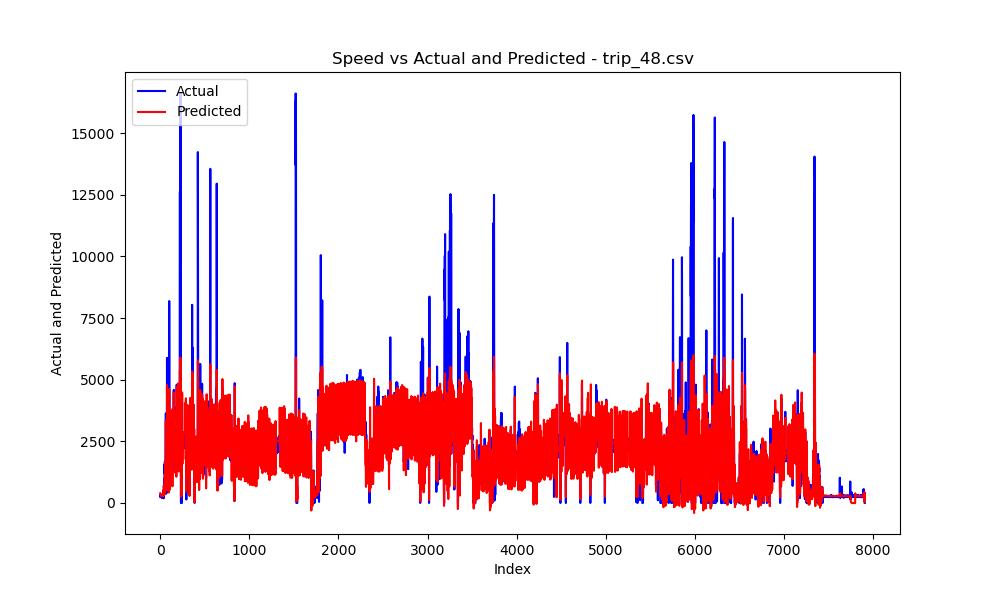 Speed vs Actual and Predicted - trip_48.csv
Actual
Predicted
15000
12500
10000
7500
5000
2500
0
Actual and Predicted
0 1000 2000 3000 4000 5000 6000 7000 8000
Index